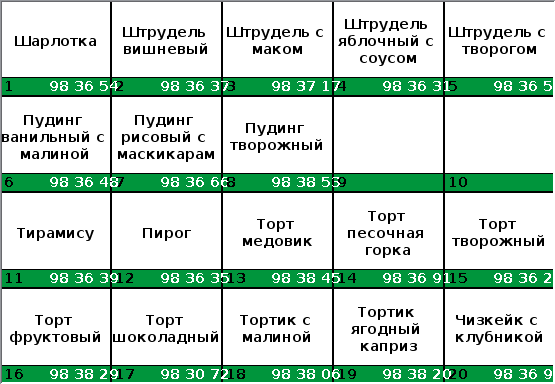 Шарлотка
Штрудель
вишневый
Штрудель с
маком
Штрудель
яблочный с
соусом
Штрудель с
творогом
1 98 36 54
2 98 36 37
3 98 37 17
4 98 36 31
5 98 36 5
Пудинг
ванильный с
малиной
Пудинг
рисовый с
маскикарам
Пудинг
творожный
6 98 36 48
7 98 36 66
8 98 38 55
9
10
Тирамису
Пирог
Торт
медовик
Торт
песочная
горка
Торт
творожный
11 98 36 39
12 98 36 35
13 98 38 45
14 98 36 91
15 98 36 2
Торт
фруктовый
Торт
шоколадный
Тортик с
малиной
Тортик
ягодный
каприз
Чизкейк с
клубникой
16 98 38 29
17 98 30 72
18 98 38 06
19 98 38 20
20 98 36 9